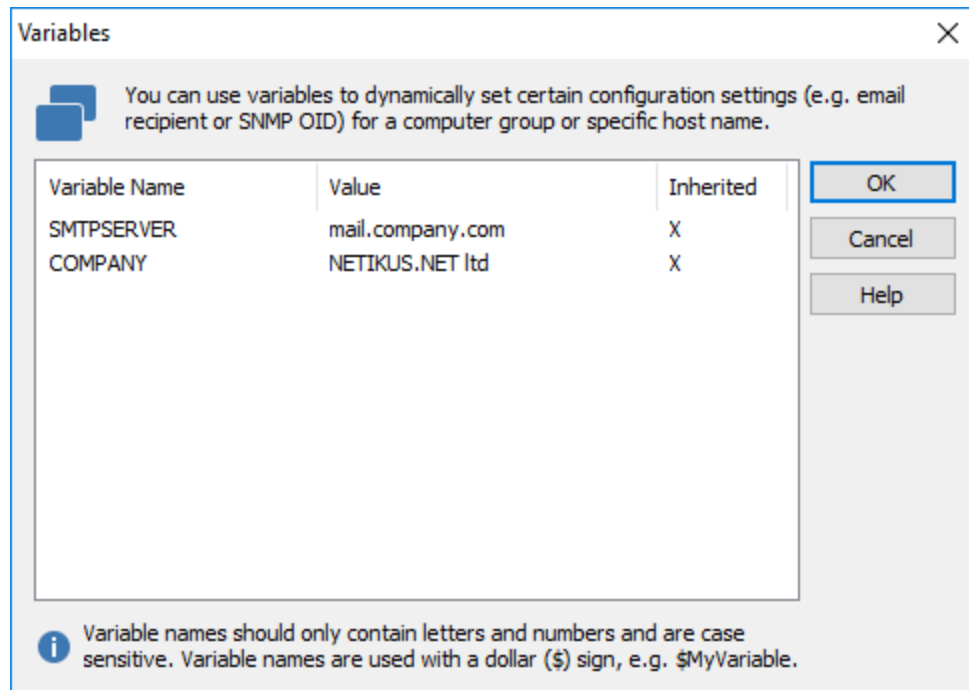 Variables
You can use variables to dynamically set certain configuration settings (e.g. email
recipient or SNMP OID) for a computer group or specific host name.
Variable Name Value Inherited
SMTPSERVER mail.company.com X
COMPANY NETIKUS.NET ltd X
OK
Cancel
Help
Variable names should only contain letters and numbers and are case
sensitive. Variable names are used with a dollar ($) sign, e.g. $MyVariable.